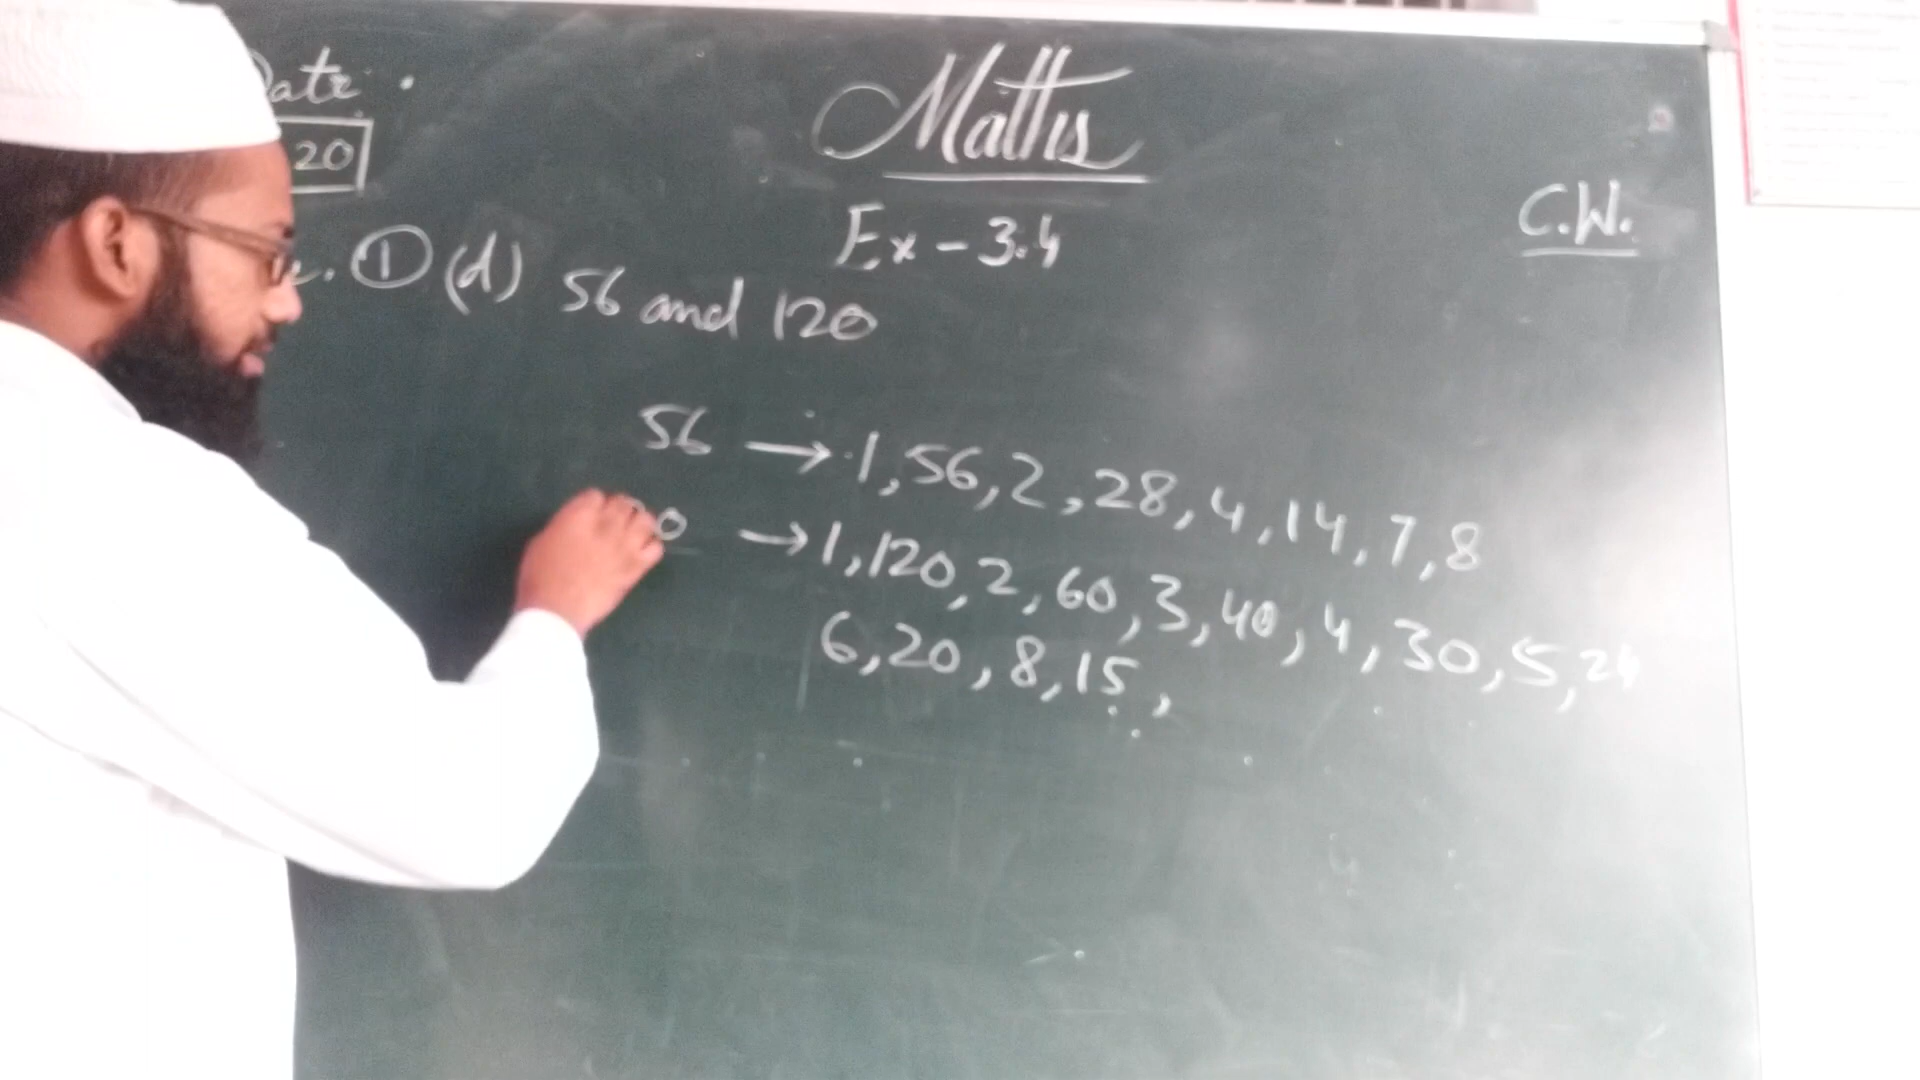 Date
Maths
20
C.W.
Ex - 3.4
① (d) 56 and 120
56 → 1, 56, 2, 28, 4, 14, 7, 8
→ 1, 120, 2, 60, 3, 40, 4, 30, 5, 24
6, 20, 8, 15,